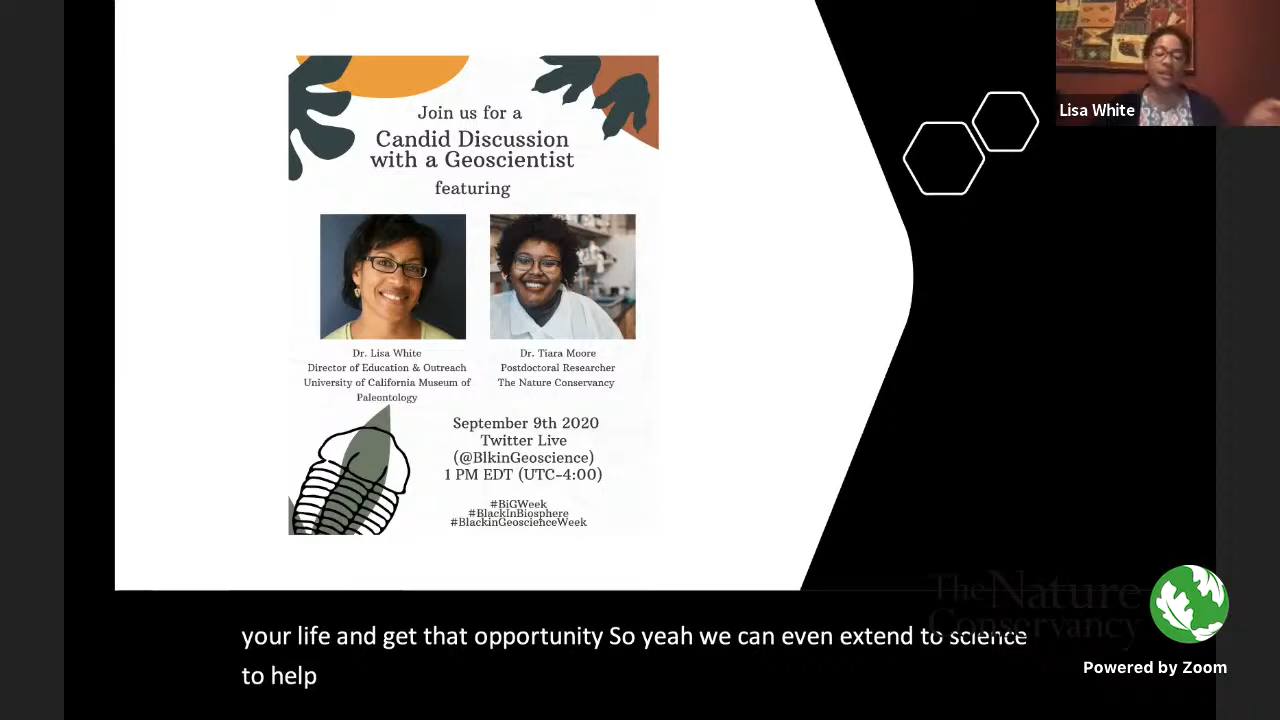 Join us for a
Candid Discussion
with a Geoscientist
featuring
Dr. Lisa White
Director of Education & Outreach
University of California Museum of
Paleontology
Dr. Tiara Moore
Postdoctoral Researcher
The Nature Conservancy
September 9th 2020
Twitter Live
(@BlkinGeoscience)
1 PM EDT (UTC-4:00)
#BiGWeek
#BlackInBiosphere
#BlackinGeoscienceWeek
Lisa White
The Nature
Conservancy
Powered by Zoom
your life and get that opportunity So yeah we can even extend to science
to help